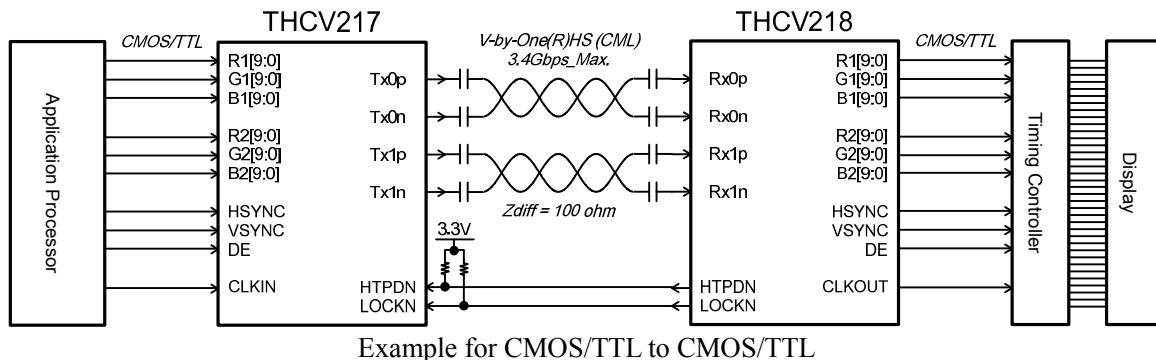 THCV217
THCV218
CMOS/TTL
V-by-One(R)HS (CML)
3.4Gbps_Max.
CMOS/TTL
Application Processor
R1[9:0]
G1[9:0]
B1[9:0]
R2[9:0]
G2[9:0]
B2[9:0]
HSYNC
VSYNC
DE
CLKIN
Tx0p
Tx0n
Tx1p
Tx1n
HTPDN
LOCKN
Zdiff = 100 ohm
3.3V
Rx0p
Rx0n
Rx1p
Rx1n
HTPDN
LOCKN
R1[9:0]
G1[9:0]
B1[9:0]
R2[9:0]
G2[9:0]
B2[9:0]
HSYNC
VSYNC
DE
CLKOUT
Timing Controller
Display
Example for CMOS/TTL to CMOS/TTL